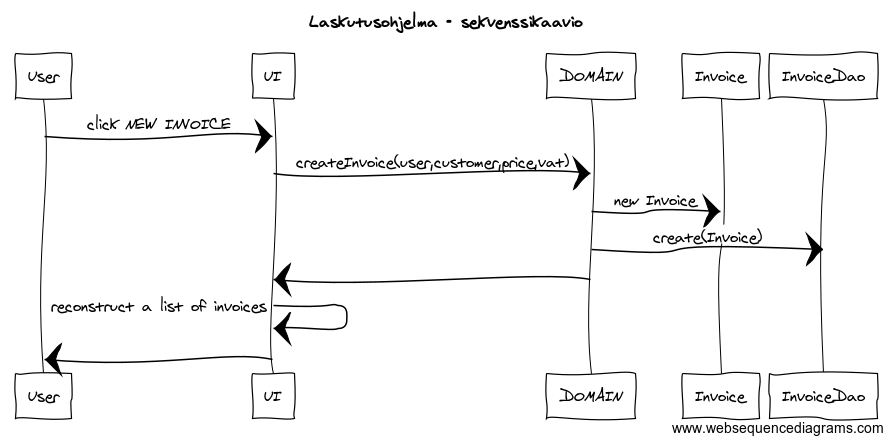 Laskutusohjelma - sekvenssikaavio
User
UI
DOMAIN
Invoice
InvoiceDao
click NEW INVOICE
createInvoice(user,customer,price,vat)
new Invoice
create(Invoice)
reconstruct a list of invoices
User
UI
DOMAIN
Invoice
InvoiceDao
www.websequencediagrams.com